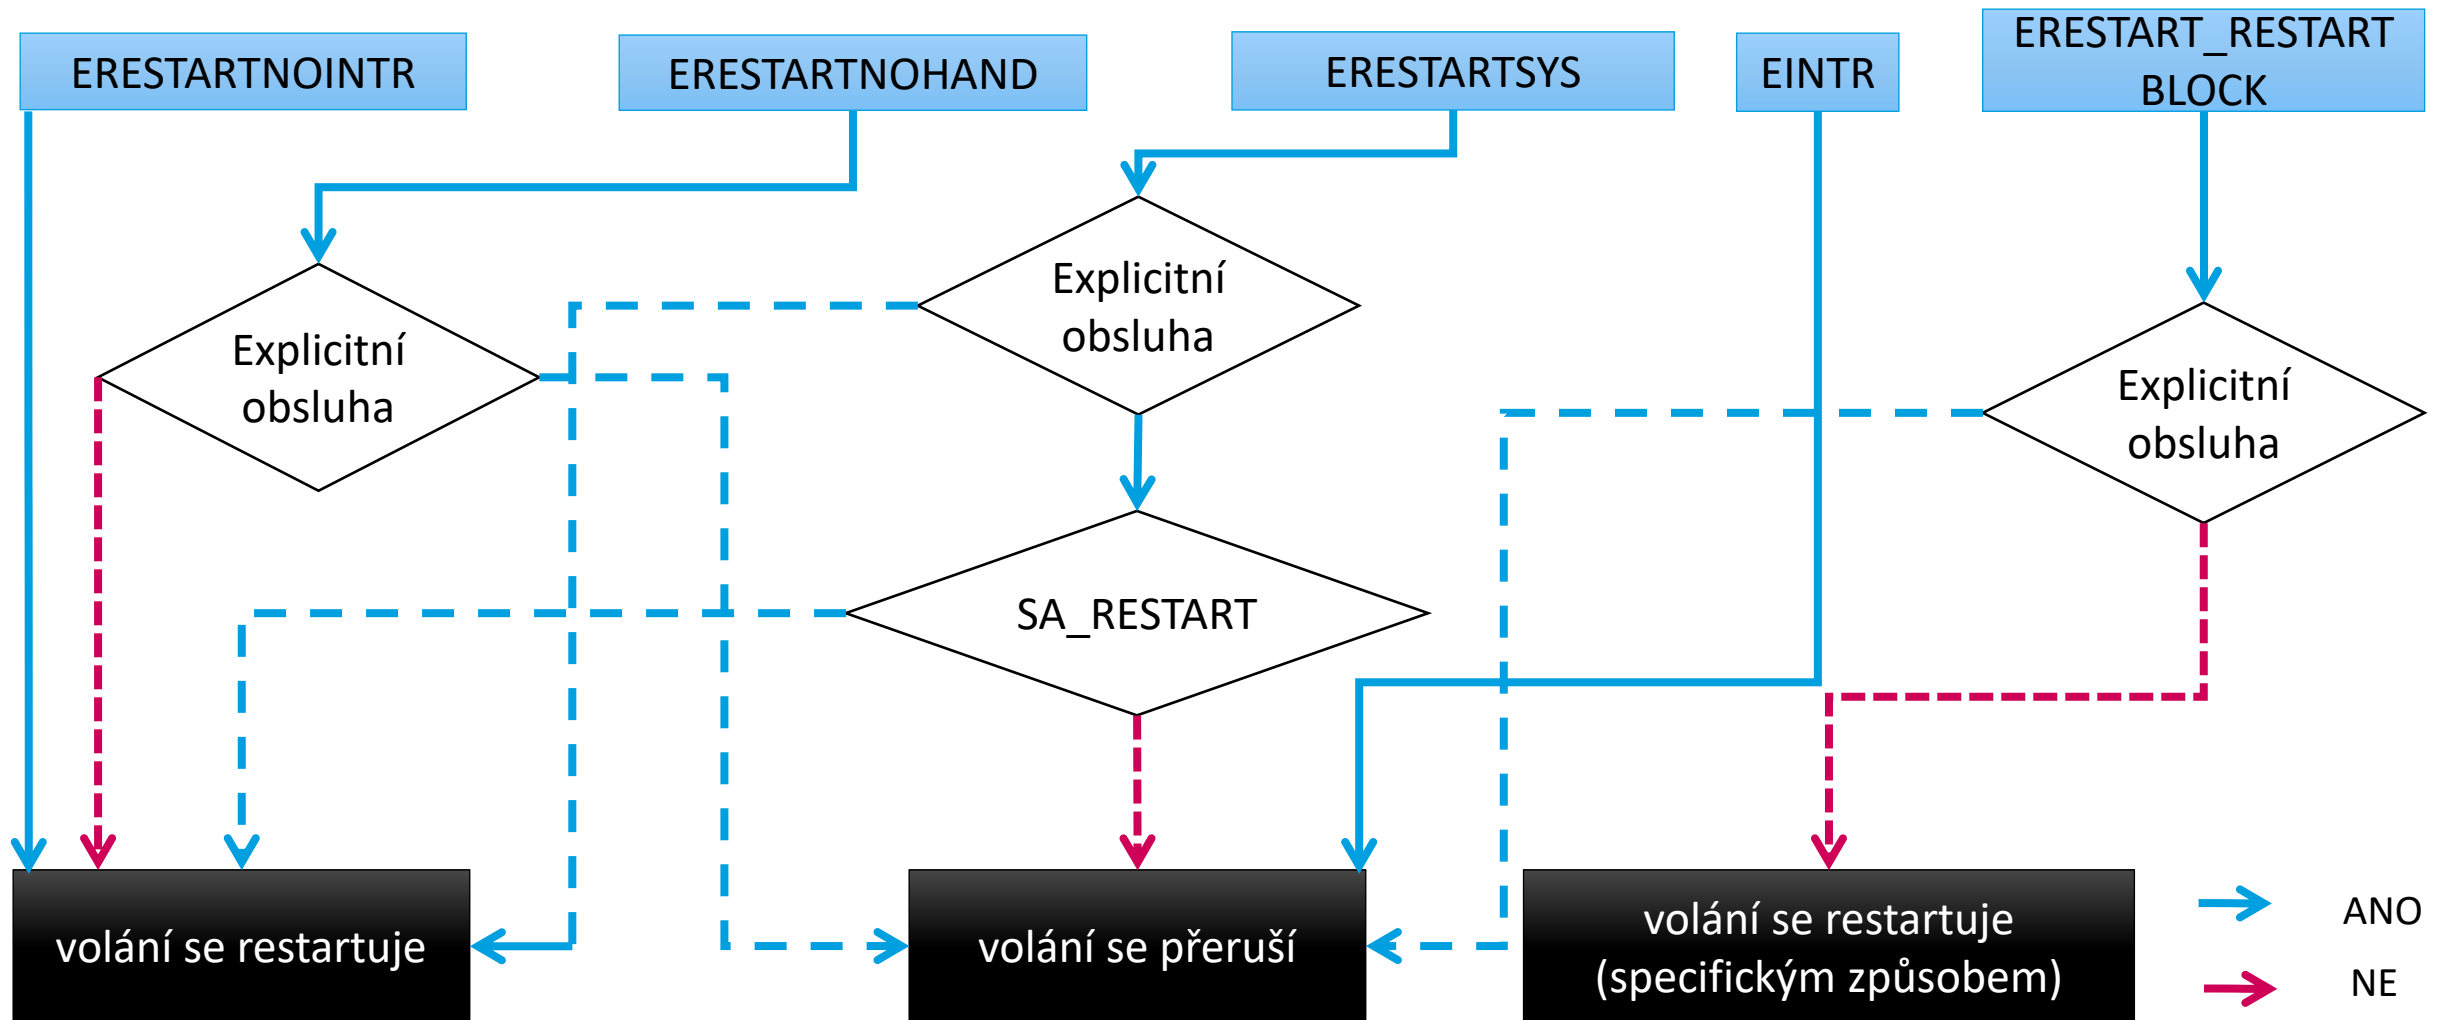 ERESTARTNOINTR
ERESTARTNOHAND
ERESTARTSYS
EINTR
ERESTART_RESTART
BLOCK
Explicitní
obsluha
Explicitní
obsluha
Explicitní
obsluha
SA_RESTART
volání se restartuje
volání se přeruší
volání se restartuje
(specifickým způsobem)
ANO
NE